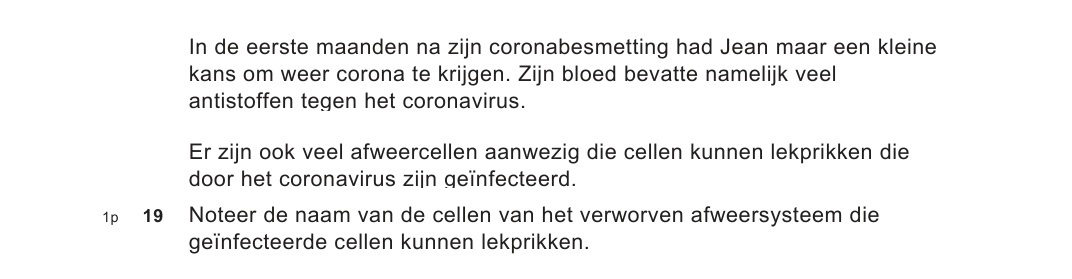 In de eerste maanden na zijn coronabesmetting had Jean maar een kleine
kans om weer corona te krijgen. Zijn bloed bevatte namelijk veel
antistoffen tegen het coronavirus.
Er zijn ook veel afweercellen aanwezig die cellen kunnen lekprikken die
door het coronavirus zijn geïnfecteerd.
1p 19 Noteer de naam van de cellen van het verworven afweersysteem die
geïnfecteerde cellen kunnen lekprikken.